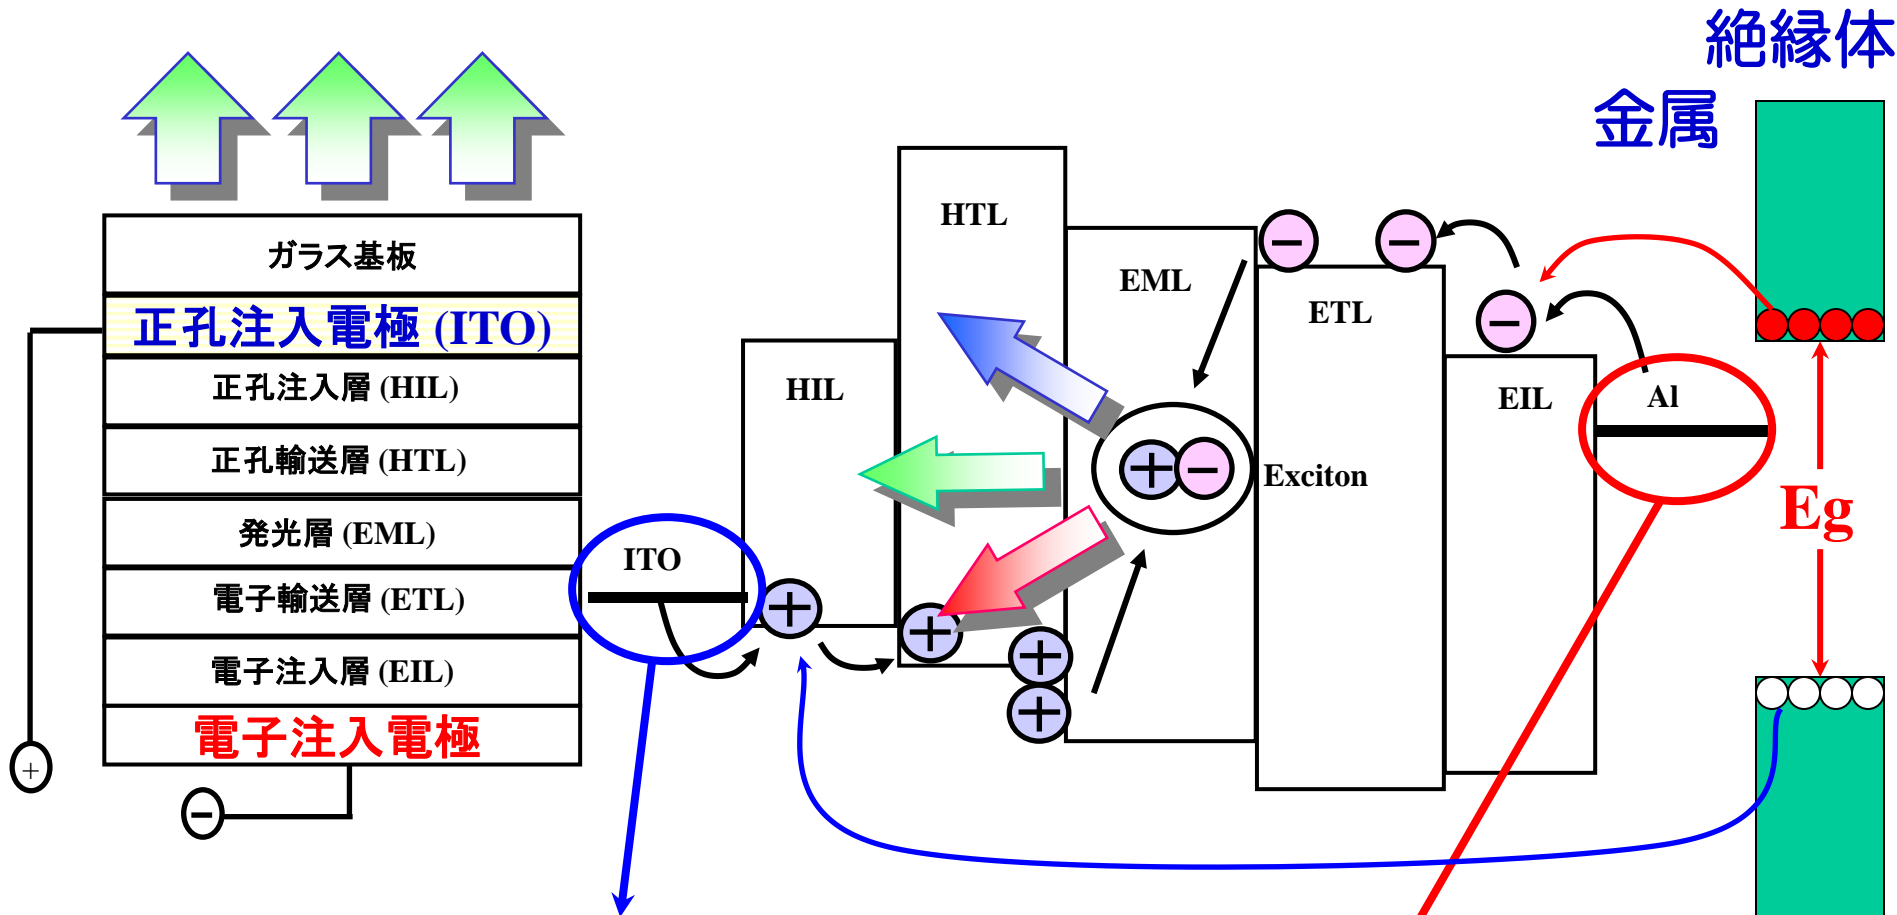 絶縁体
金属
ガラス基板
正孔注入電極 (ITO)
正孔注入層 (HIL)
正孔輸送層 (HTL)
発光層 (EML)
電子輸送層 (ETL)
電子注入層 (EIL)
電子注入電極
+
−
ITO
HIL
HTL
EML
ETL
EIL
Al
Exciton
Eg
+
+
+
+
+
−
−
−
−